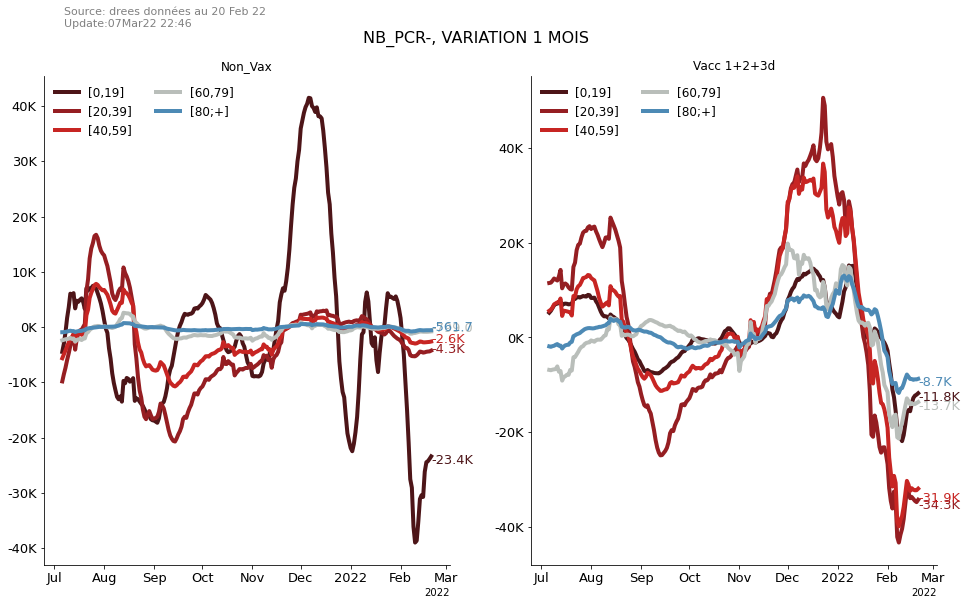 Source: drees données au 20 Feb 22
Update:07Mar22 22:46
NB_PCR-, VARIATION 1 MOIS
Non_Vax
[0,19]
[20,39]
[40,59]
[60,79]
[80;+]
40K
30K
20K
10K
0K
-10K
-20K
-30K
-40K
-561.7
-2.6K
-4.3K
-23.4K
Jul Aug Sep Oct Nov Dec 2022 Feb Mar
2022
Vacc 1+2+3d
[0,19]
[20,39]
[40,59]
[60,79]
[80;+]
40K
20K
0K
-20K
-40K
-8.7K
-11.8K
-13.7K
-31.9K
-34.3K
Jul Aug Sep Oct Nov Dec 2022 Feb Mar
2022